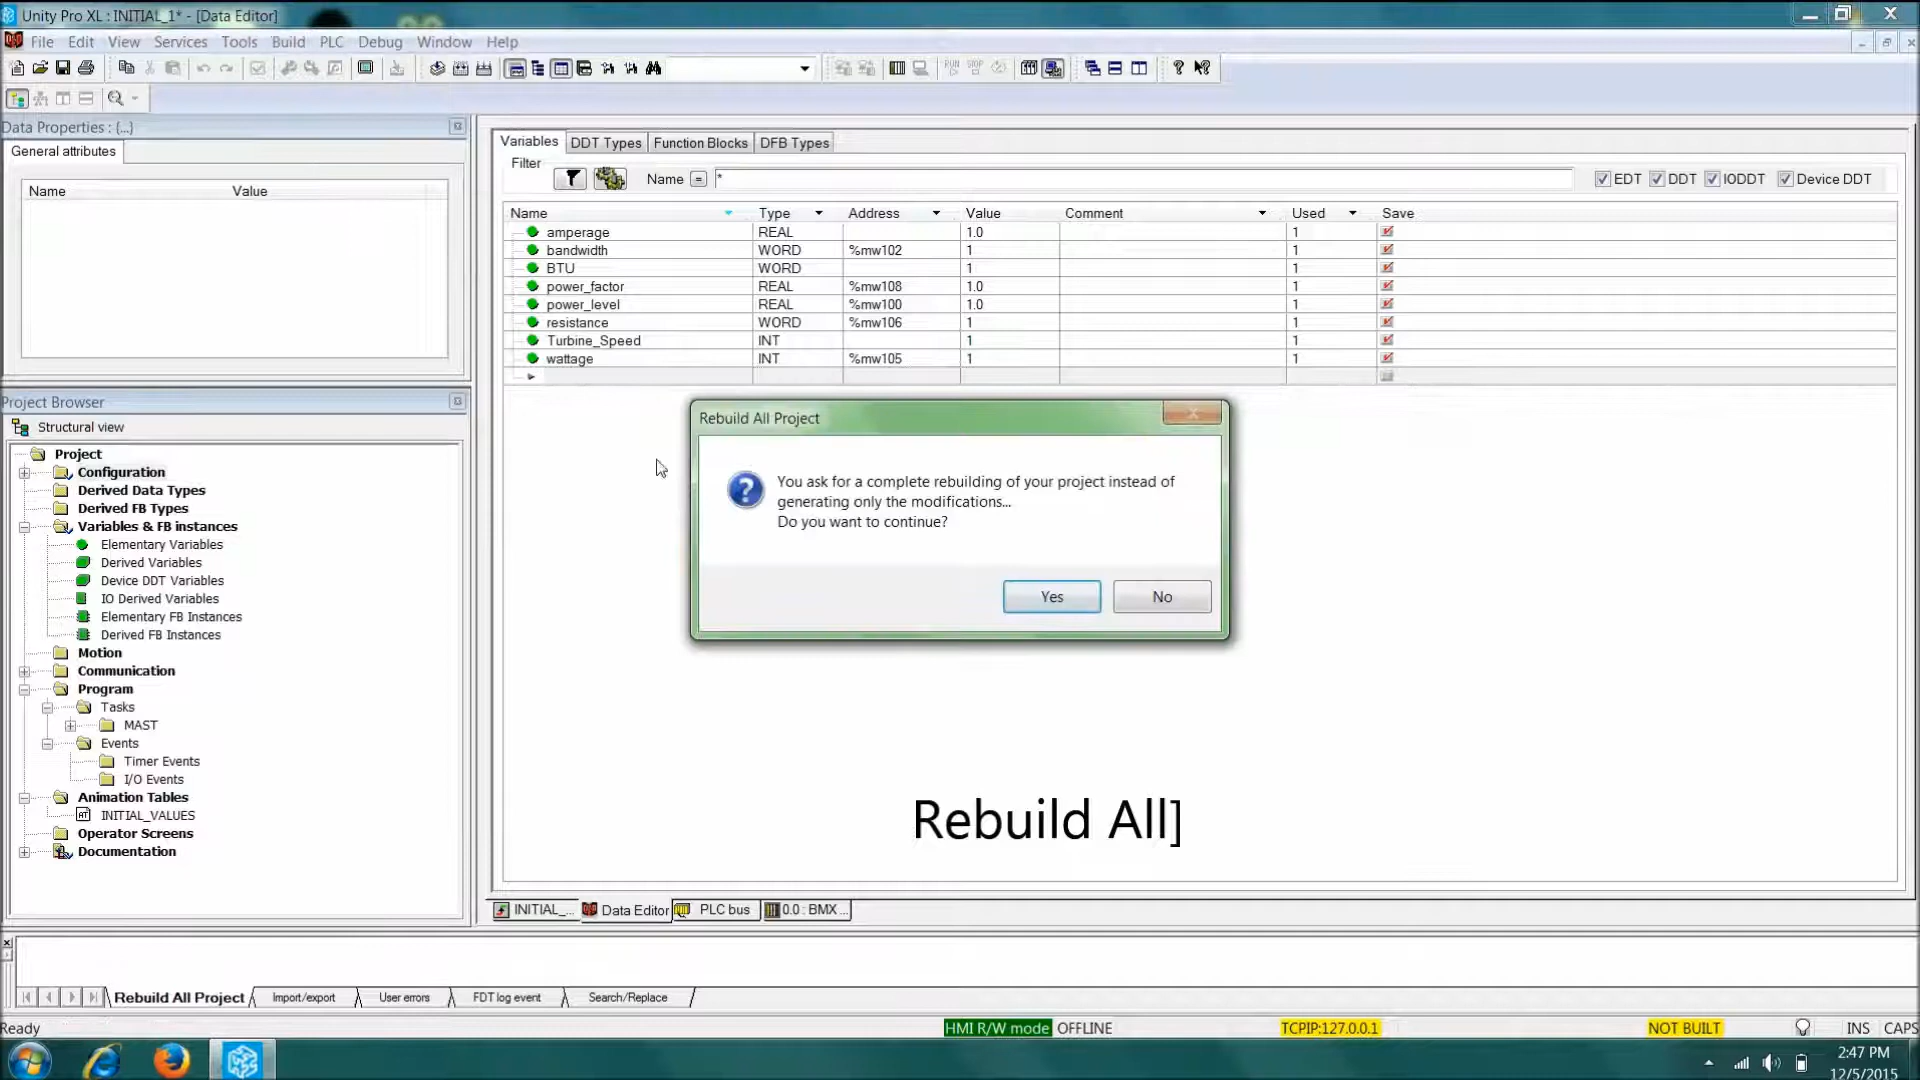 Unity Pro XL : INITIAL_1* - [Data Editor]
File Edit View Services Tools Build PLC Debug Window Help
RUN STOP
Data Properties : {...}
General attributes
Name Value
Variables DDT Types Function Blocks DFB Types
Filter
Name = * EDT DDT IODDT Device DDT
Name Type Address Value Comment Used Save
amperage REAL 1.0 1
bandwidth WORD %mw102 1 1
BTU WORD 1 1
power_factor REAL %mw108 1.0 1
power_level REAL %mw100 1.0 1
resistance WORD %mw106 1 1
Turbine_Speed INT 1 1
wattage INT %mw105 1 1
Project Browser
Structural view
Project
Configuration
Derived Data Types
Derived FB Types
Variables & FB instances
Elementary Variables
Derived Variables
Device DDT Variables
IO Derived Variables
Elementary FB Instances
Derived FB Instances
Motion
Communication
Program
Tasks
MAST
Events
Timer Events
I/O Events
Animation Tables
INITIAL_VALUES
Operator Screens
Documentation
Rebuild All Project
You ask for a complete rebuilding of your project instead of
generating only the modifications...
Do you want to continue?
Yes No
Rebuild All]
INITIAL_... Data Editor PLC bus 0.0 : BMX ...
Rebuild All Project Import/export User errors FDT log event Search/Replace
Ready HMI R/W mode OFFLINE TCPIP:127.0.0.1 NOT BUILT INS CAPS
2:47 PM
12/5/2015